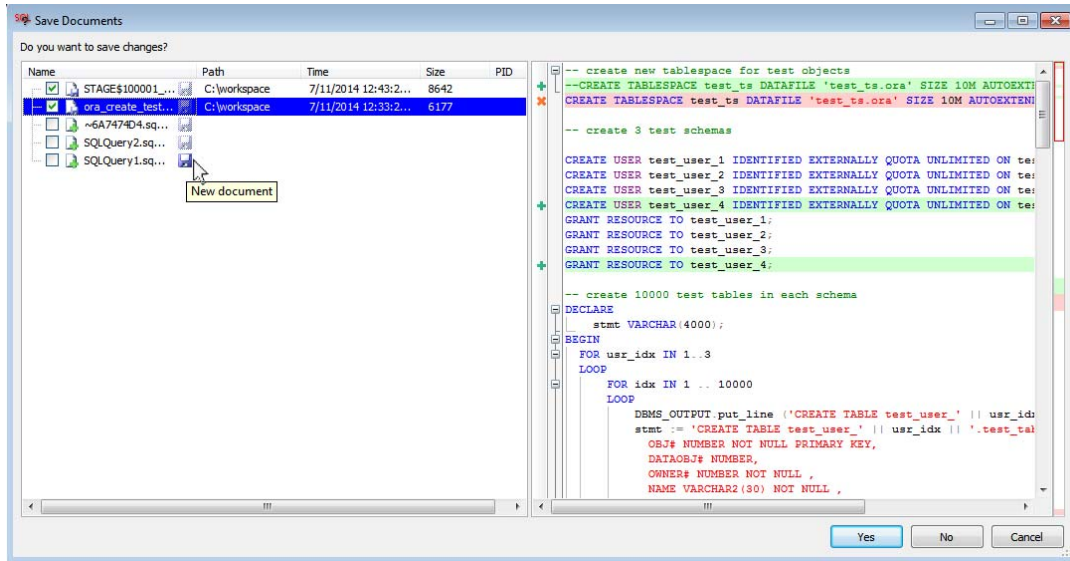 SQL Save Documents
Do you want to save changes?
Name Path Time Size PID
STAGE$100001_... C:\workspace 7/11/2014 12:43:2... 8642
ora_create_test... C:\workspace 7/11/2014 12:33:2... 6177
~6A7474D4.sq...
SQLQuery2.sq...
SQLQuery1.sq...
New document
-- create new tablespace for test objects
--CREATE TABLESPACE test_ts DATAFILE 'test_ts.ora' SIZE 10M AUTOEXTE
CREATE TABLESPACE test_ts DATAFILE 'test_ts.ora' SIZE 10M AUTOEXTEN
-- create 3 test schemas
CREATE USER test_user_1 IDENTIFIED EXTERNALLY QUOTA UNLIMITED ON tes
CREATE USER test_user_2 IDENTIFIED EXTERNALLY QUOTA UNLIMITED ON tes
CREATE USER test_user_3 IDENTIFIED EXTERNALLY QUOTA UNLIMITED ON tes
CREATE USER test_user_4 IDENTIFIED EXTERNALLY QUOTA UNLIMITED ON tes
GRANT RESOURCE TO test_user_1;
GRANT RESOURCE TO test_user_2;
GRANT RESOURCE TO test_user_3;
GRANT RESOURCE TO test_user_4;
-- create 10000 test tables in each schema
DECLARE
stmt VARCHAR(4000);
BEGIN
FOR usr_idx IN 1..3
LOOP
FOR idx IN 1 .. 10000
LOOP
DBMS_OUTPUT.put_line ('CREATE TABLE test_user_' || usr_id
stmt := 'CREATE TABLE test_user_' || usr_idx || '.test_tab
OBJ# NUMBER NOT NULL PRIMARY KEY,
DATAOBJ# NUMBER,
OWNER# NUMBER NOT NULL ,
NAME VARCHAR2(30) NOT NULL ,
Yes No Cancel